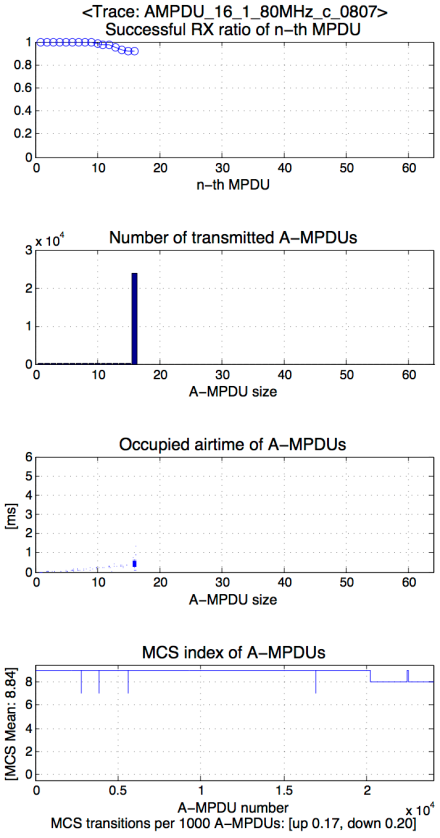 <Trace: AMPDU_16_1_80MHz_c_0807>
Successful RX ratio of n−th MPDU
1
0.8
0.6
0.4
0.2
0
0 10 20 30 40 50 60
n−th MPDU
Number of transmitted A−MPDUs
x 10^4
3
2
1
0
0 10 20 30 40 50 60
A−MPDU size
Occupied airtime of A−MPDUs
[ms]
6
5
4
3
2
1
0
0 10 20 30 40 50 60
A−MPDU size
MCS index of A−MPDUs
[MCS Mean: 8.84]
8
6
4
2
0
0 0.5 1 1.5 2
x 10^4
A−MPDU number
MCS transitions per 1000 A−MPDUs: [up 0.17, down 0.20]